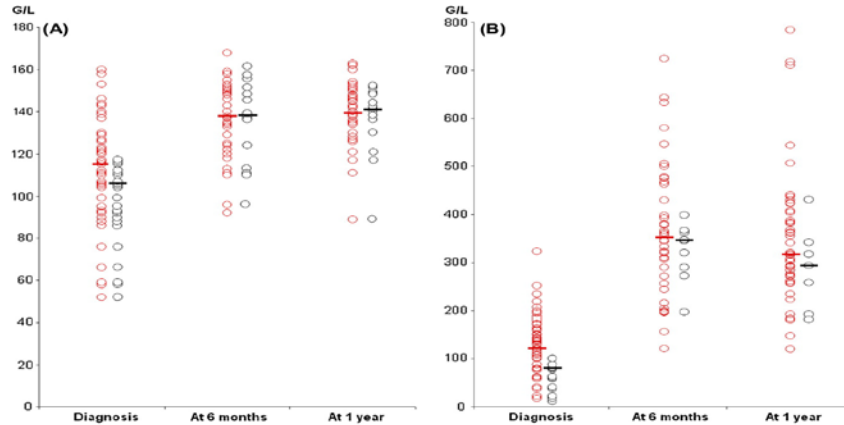 G/L
(A)
180
160
140
120
100
80
60
40
20
0
Diagnosis
At 6 months
At 1 year
G/L
(B)
800
700
600
500
400
300
200
100
0
Diagnosis
At 6 months
At 1 year